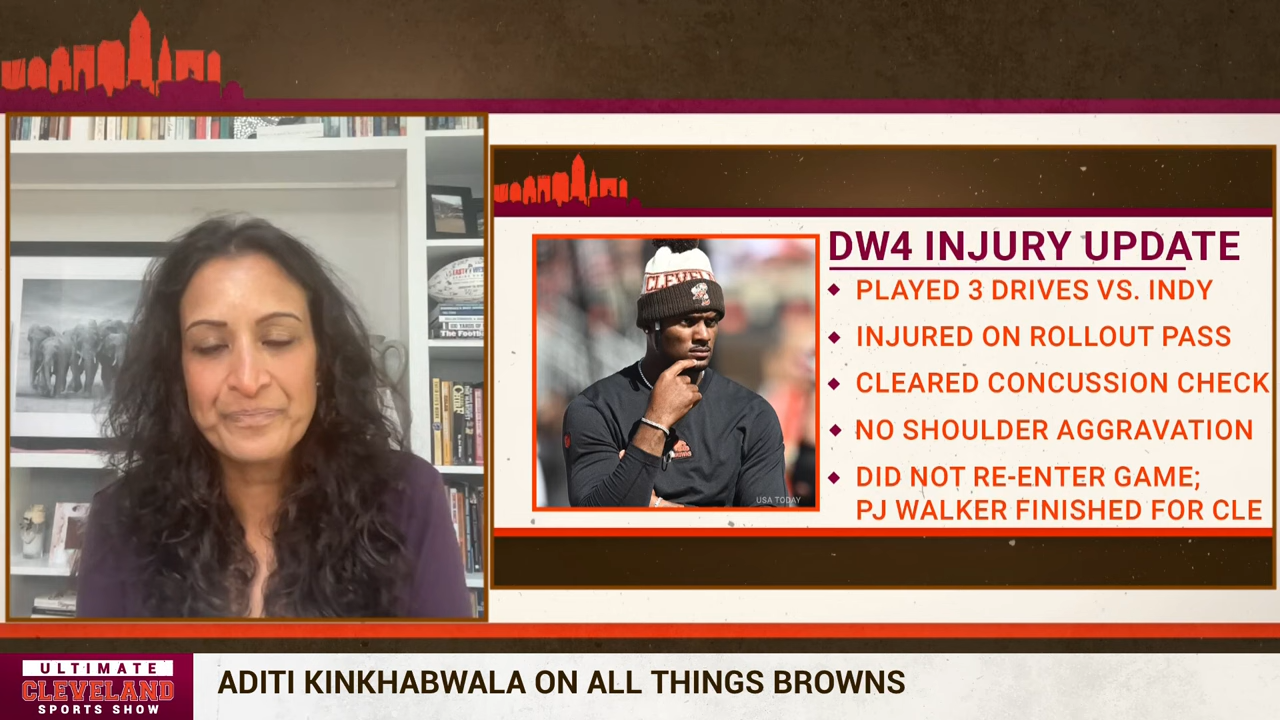 DW4 INJURY UPDATE
PLAYED 3 DRIVES VS. INDY
INJURED ON ROLLOUT PASS
CLEARED CONCUSSION CHECK
NO SHOULDER AGGRAVATION
DID NOT RE-ENTER GAME;
PJ WALKER FINISHED FOR CLE
USA TODAY
ULTIMATE
CLEVELAND
SPORTS SHOW
ADITI KINKHABWALA ON ALL THINGS BROWNS